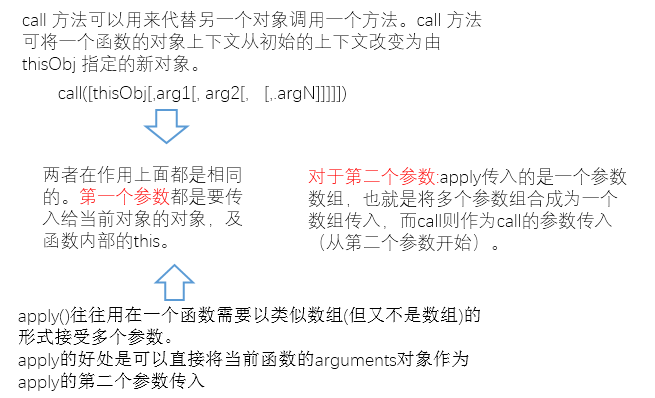 call 方法可以用来代替另一个对象调用一个方法。call 方法
可将一个函数的对象上下文从初始的上下文改变为由
thisObj 指定的新对象。
call([thisObj[,arg1[, arg2[, [,.argN]]]]])
两者在作用上面都是相同
的。第一个参数都是要传
入给当前对象的对象，及
函数内部的this。
对于第二个参数:apply传入的是一个参数
数组，也就是将多个参数组合成为一个
数组传入，而call则作为call的参数传入
（从第二个参数开始）。
apply()往往用在一个函数需要以类似数组(但又不是数组)的
形式接受多个参数。
apply的好处是可以直接将当前函数的arguments对象作为
apply的第二个参数传入